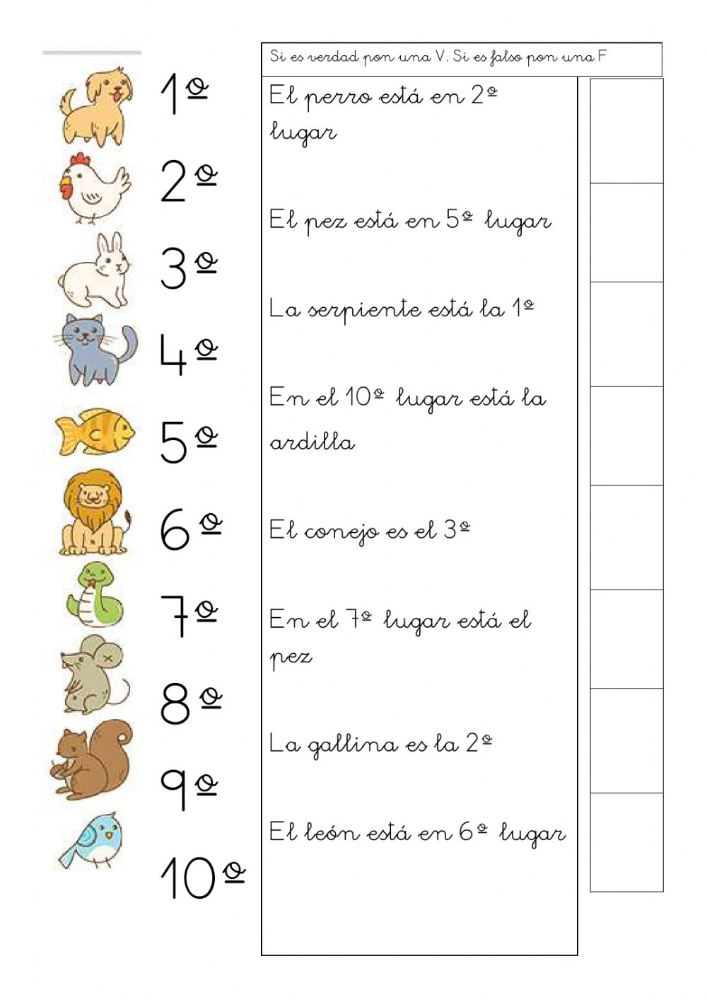 1º
2º
3º
4º
5º
6º
7º
8º
9º
10º
Si es verdad pon una V. Si es falso pon una F
El perro está en 2º
lugar
El pez está en 5º lugar
La serpiente está la 1º
En el 10º lugar está la
ardilla
El conejo es el 3º
En el 7º lugar está el
pez
La gallina es la 2º
El león está en 6º lugar